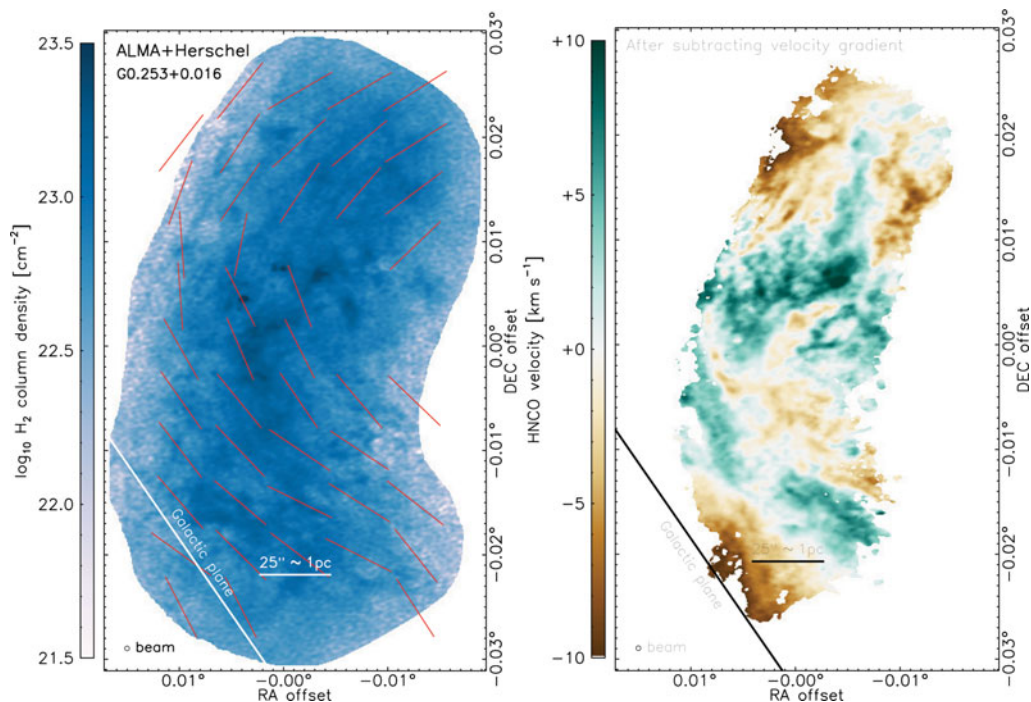 ALMA+Herschel
G0.253+0.016
23.5
23.0
22.5
22.0
21.5
log₁₀ H₂ column density [cm⁻²]
Galactic plane
25'' ~ 1pc
beam
0.01° -0.00° -0.01°
RA offset
0.03°
0.02°
0.01°
0.00°
-0.01°
-0.02°
-0.03°
DEC offset
After subtracting velocity gradient
+10
+5
+0
-5
-10
HNCO velocity [km s⁻¹]
Galactic plane
25'' ~ 1pc
beam
0.01° -0.00° -0.01°
RA offset
0.03°
0.02°
0.01°
0.00°
-0.01°
-0.02°
-0.03°
DEC offset